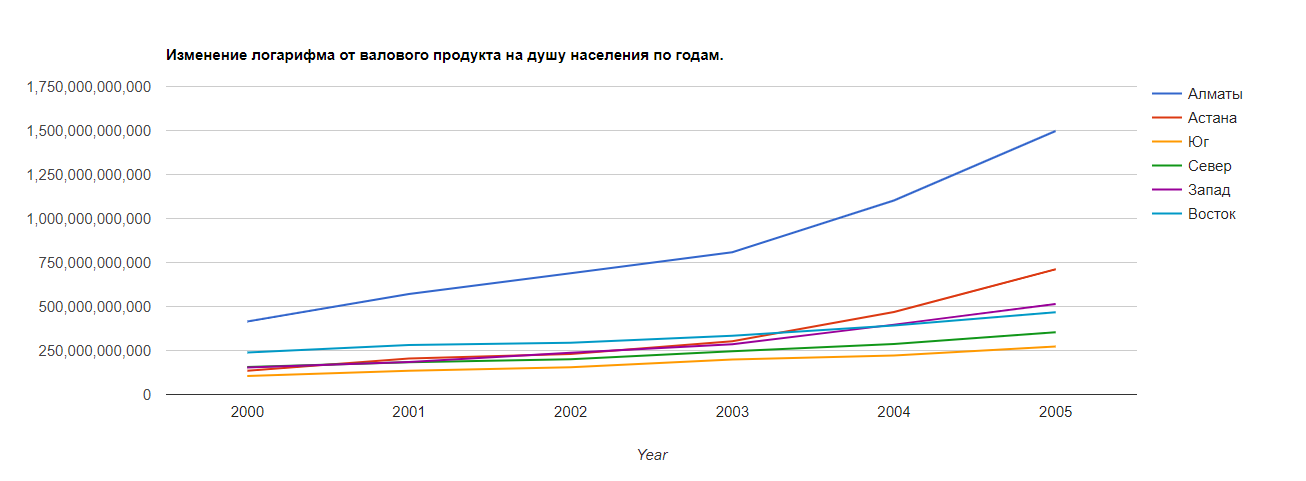 Изменение логарифма от валового продукта на душу населения по годам.
1,750,000,000,000
1,500,000,000,000
1,250,000,000,000
1,000,000,000,000
750,000,000,000
500,000,000,000
250,000,000,000
0
2000 2001 2002 2003 2004 2005
Year
Алматы
Астана
Юг
Север
Запад
Восток